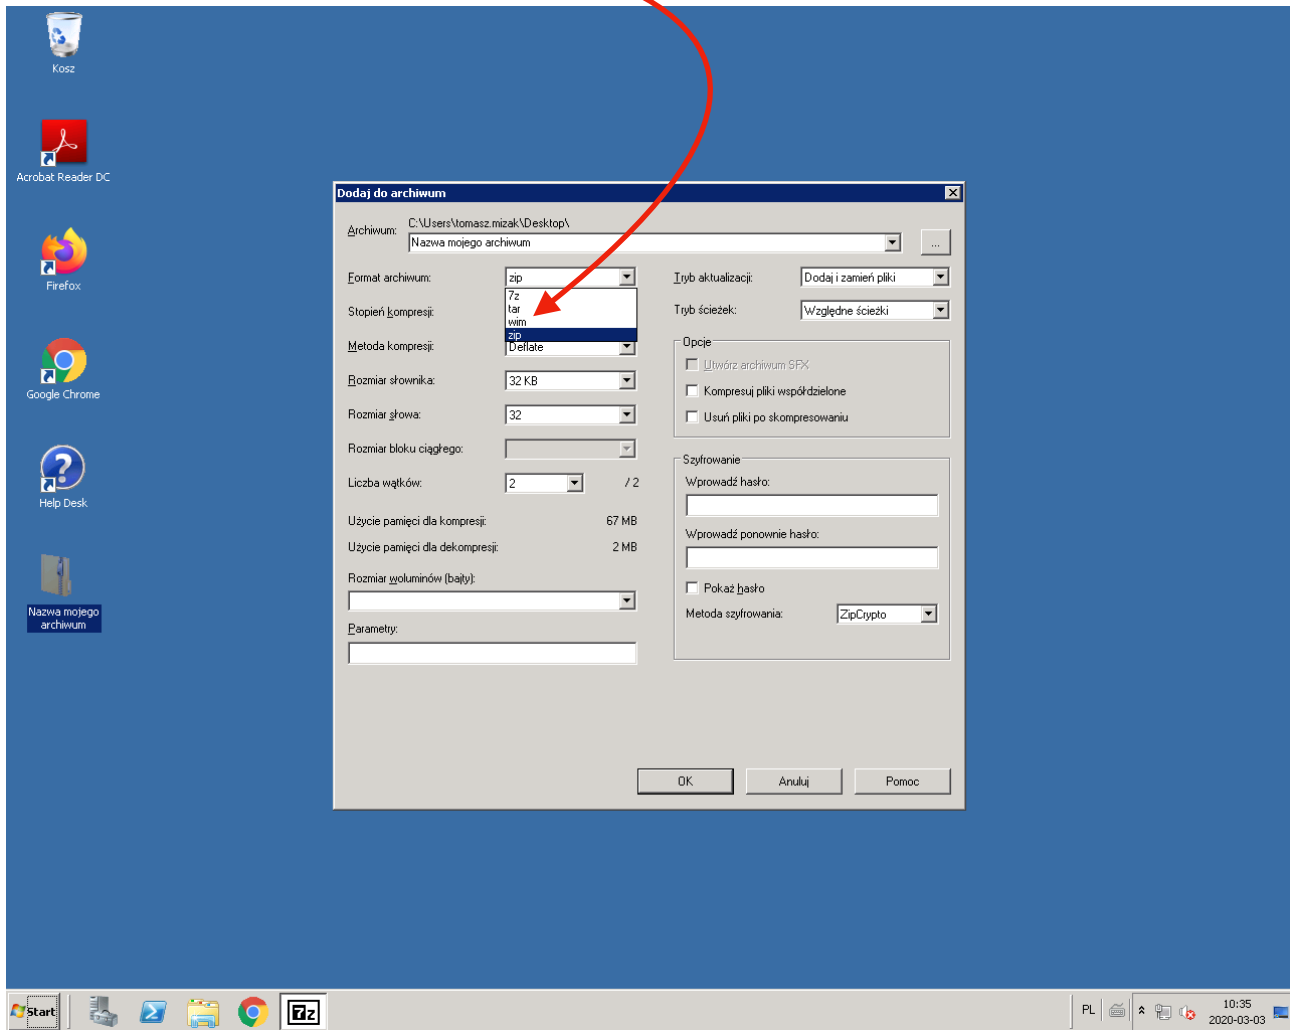 Kosz
Acrobat Reader DC
Firefox
Google Chrome
Help Desk
Nazwa mojego
archiwum
Dodaj do archiwum
Archiwum:
C:\Users\tomasz.mizak\Desktop\
Nazwa mojego archiwum
...
Format archiwum:
zip
7z
tar
wim
zip
Stopień kompresji:
Metoda kompresji:
Deflate
Rozmiar słownika:
32 KB
Rozmiar słowa:
32
Rozmiar bloku ciągłego:
Liczba wątków:
2
/ 2
Użycie pamięci dla kompresji:
67 MB
Użycie pamięci dla dekompresji:
2 MB
Rozmiar woluminów (bajty):
Parametry:
Tryb aktualizacji:
Dodaj i zamień pliki
Tryb ścieżek:
Względne ścieżki
Opcje
Utwórz archiwum SFX
Kompresuj pliki współdzielone
Usuń pliki po skompresowaniu
Szyfrowanie
Wprowadź hasło:
Wprowadź ponownie hasło:
Pokaż hasło
Metoda szyfrowania:
ZipCrypto
OK
Anuluj
Pomoc
Start
7z
PL
10:35
2020-03-03